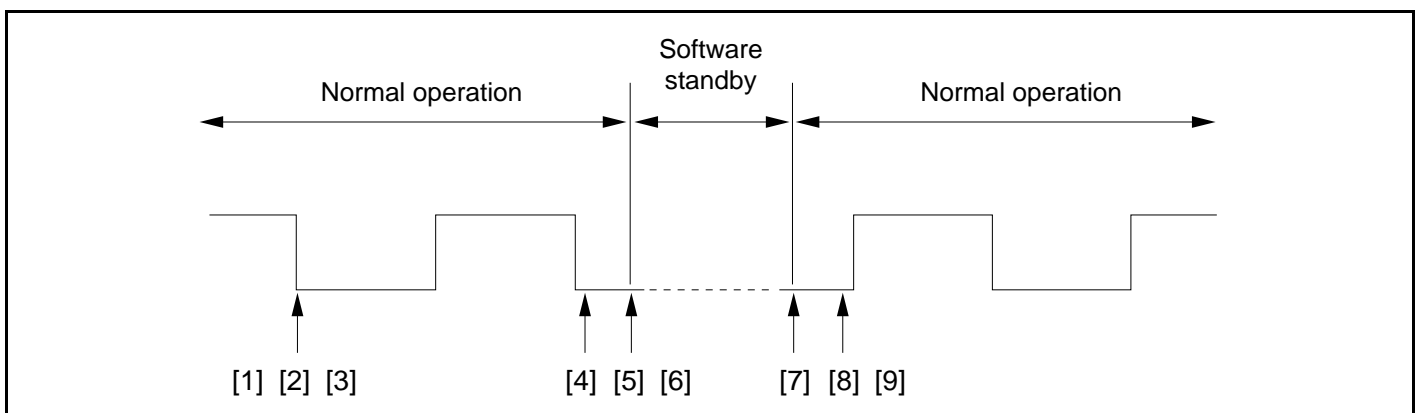 Software
standby
Normal operation
Normal operation
[1] [2] [3]
[4] [5] [6]
[7] [8] [9]